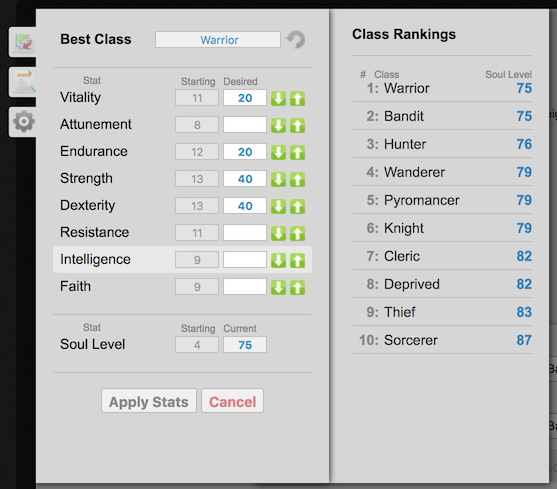 Best Class Warrior
Stat Starting Desired
Vitality 11 20
Attunement 8
Endurance 12 20
Strength 13 40
Dexterity 13 40
Resistance 11
Intelligence 9
Faith 9
Stat Starting Current
Soul Level 4 75
Apply Stats Cancel
Class Rankings
# Class Soul Level
1: Warrior 75
2: Bandit 75
3: Hunter 76
4: Wanderer 79
5: Pyromancer 79
6: Knight 79
7: Cleric 82
8: Deprived 82
9: Thief 83
10: Sorcerer 87